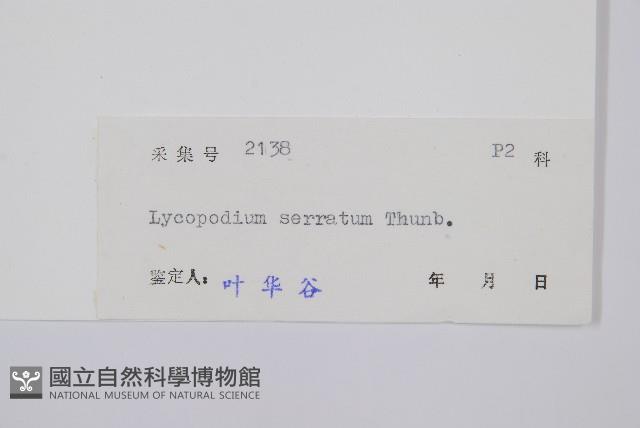 采集号 2138 P2 科
Lycopodium serratum Thunb.
鉴定人: 叶华谷 年 月 日
國立自然科學博物館
NATIONAL MUSEUM OF NATURAL SCIENCE